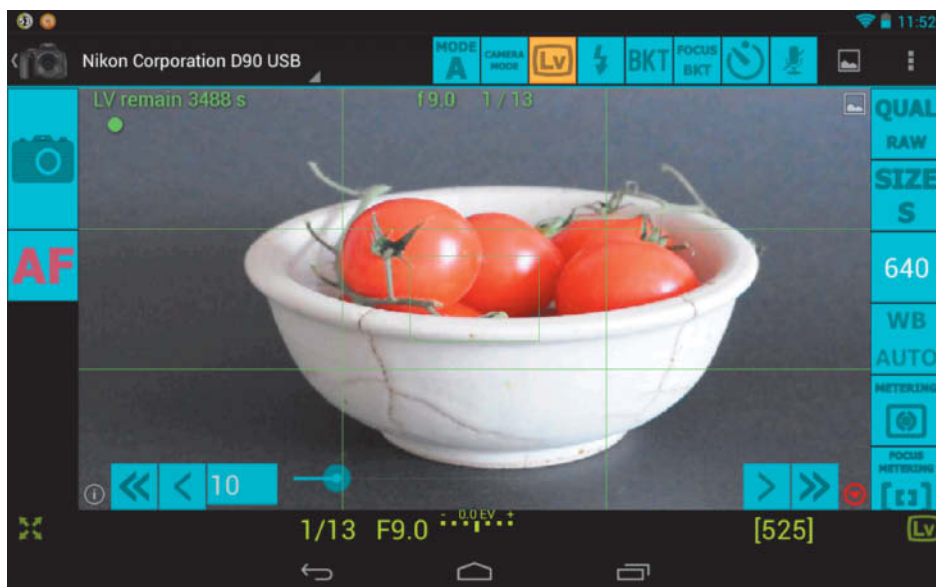 11:52
Nikon Corporation D90 USB
MODE
A
CAMERA
MODE
Lv
BKT
FOCUS
BKT
LV remain 3488 s
f 9.0 1 / 13
QUAL
RAW
SIZE
S
AF
640
WB
AUTO
METERING
FOCUS
METERING
10
1/13 F9.0
- 0.0 EV +
[525]
Lv